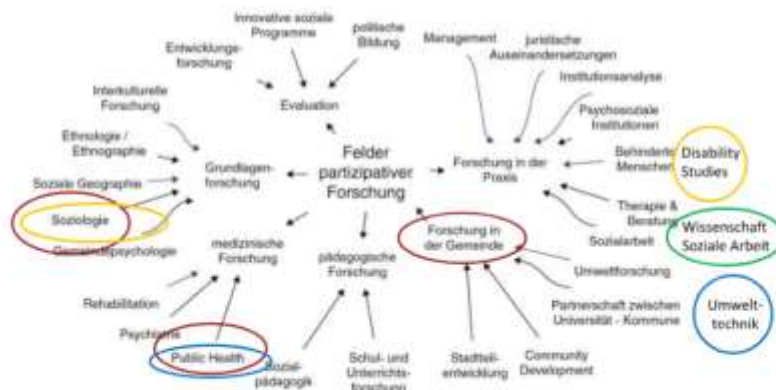 Innovative soziale
Programme
politische
Bildung
Entwicklungs-
forschung
Management
juristische
Auseinandersetzungen
Institutionsanalyse
Interkulturelle
Forschung
Evaluation
Psychosoziale
Institutionen
Ethnologie /
Ethnographie
Grundlagen-
forschung
Felder
partizipativer
Forschung
Forschung in der
Praxis
Behinderte
Menschen
Disability
Studies
Soziale Geographie
Soziologie
Therapie &
Beratung
Gemeindepsychologie
medizinische
Forschung
pädagogische
Forschung
Forschung in
der Gemeinde
Sozialarbeit
Wissenschaft
Soziale Arbeit
Umweltforschung
Rehabilitation
Partnerschaft zwischen
Universität - Kommune
Umwelt-
technik
Psychiatrie
Public Health
Sozial-
pädagogik
Schul- und
Unterrichts-
forschung
Stadtteil-
entwicklung
Community
Development